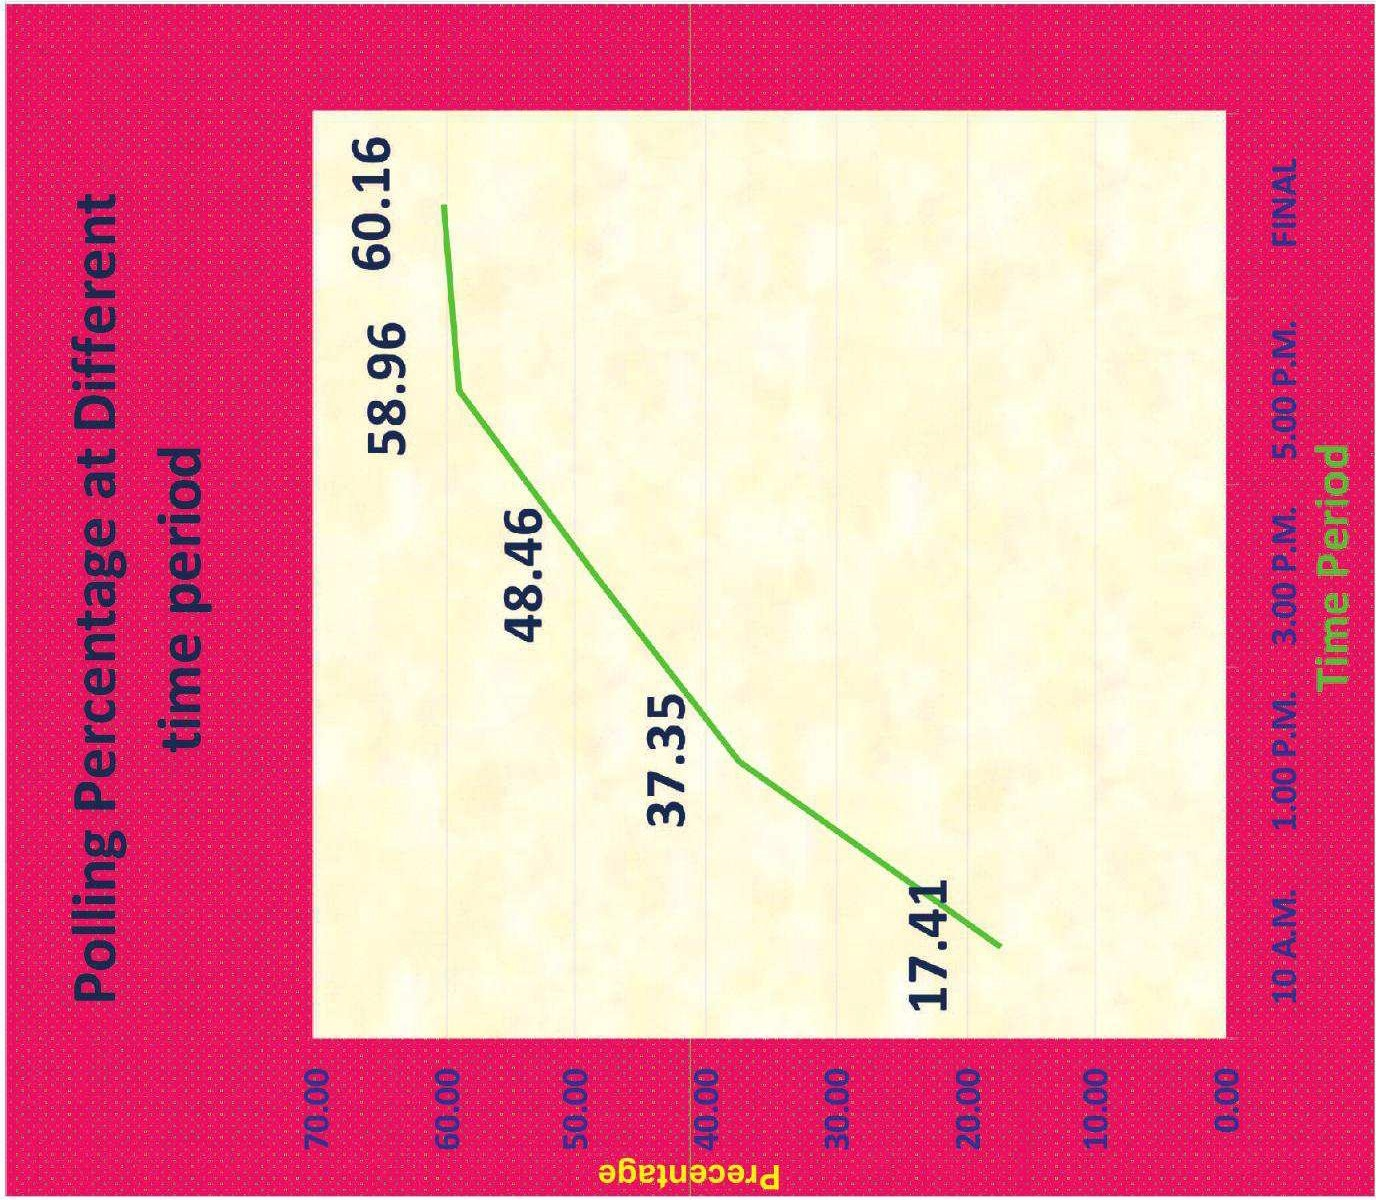 Polling Percentage at Different
time period
Precentage
70.00
60.00
50.00
40.00
30.00
20.00
10.00
0.00
17.41
37.35
48.46
58.96
60.16
10 A.M. 1.00 P.M. 3.00 P.M. 5.00 P.M. FINAL
Time Period